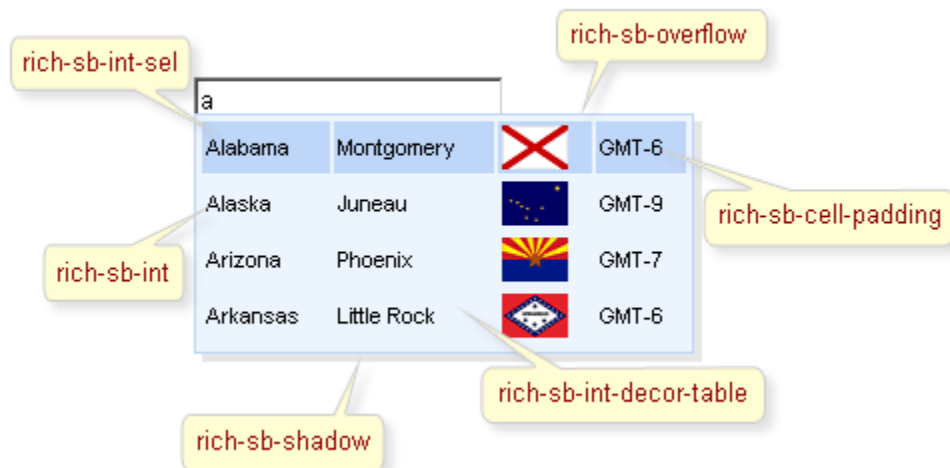 rich-sb-overflow
rich-sb-int-sel
a
Alabama Montgomery GMT-6
Alaska Juneau GMT-9
rich-sb-cell-padding
Arizona Phoenix GMT-7
rich-sb-int
Arkansas Little Rock GMT-6
rich-sb-int-decor-table
rich-sb-shadow